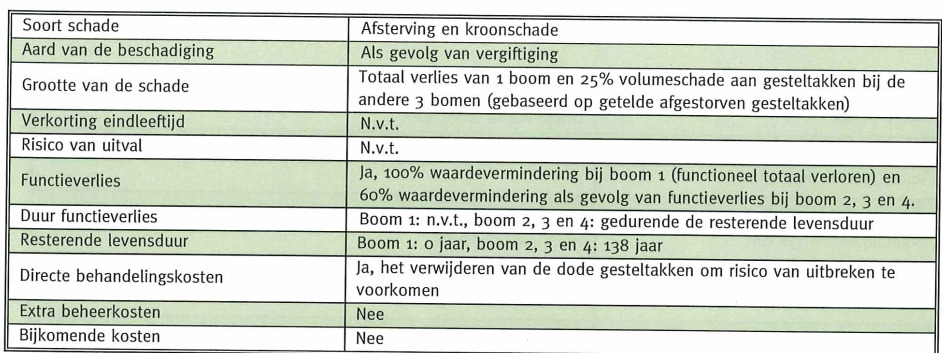 Soort schade
Afsterving en kroonschade
Aard van de beschadiging
Als gevolg van vergiftiging
Grootte van de schade
Totaal verlies van 1 boom en 25% volumeschade aan gesteltakken bij de
andere 3 bomen (gebaseerd op getelde afgestorven gesteltakken)
Verkorting eindleeftijd
N.v.t.
Risico van uitval
N.v.t.
Functieverlies
Ja, 100% waardevermindering bij boom 1 (functioneel totaal verloren) en
60% waardevermindering als gevolg van functieverlies bij boom 2, 3 en 4.
Duur functieverlies
Boom 1: n.v.t., boom 2, 3 en 4: gedurende de resterende levensduur
Resterende levensduur
Boom 1: 0 jaar, boom 2, 3 en 4: 138 jaar
Directe behandelingskosten
Ja, het verwijderen van de dode gesteltakken om risico van uitbreken te
voorkomen
Extra beheerkosten
Nee
Bijkomende kosten
Nee